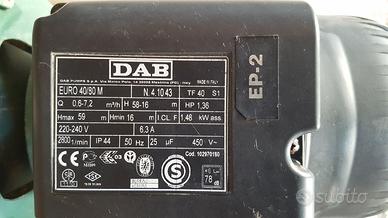 DAB
DAB PUMPS S.p.A. Via Marco Polo, 14 35035 Mestrino (PD) - Italy
MADE IN ITALY
EURO 40/80 M N. 4.10 43 TF 40 S1
Q 0,6-7,2 m³/h H 58-16 m HP 1,36
Hmax 59 m Hmin 16 m I.CL F 1,48 kW ass.
220-240 V 6.3 A
2800 1/min IP 44 50 Hz 25 µF 450 V~
Cod. 102970160
78
dB
EP-2
subito